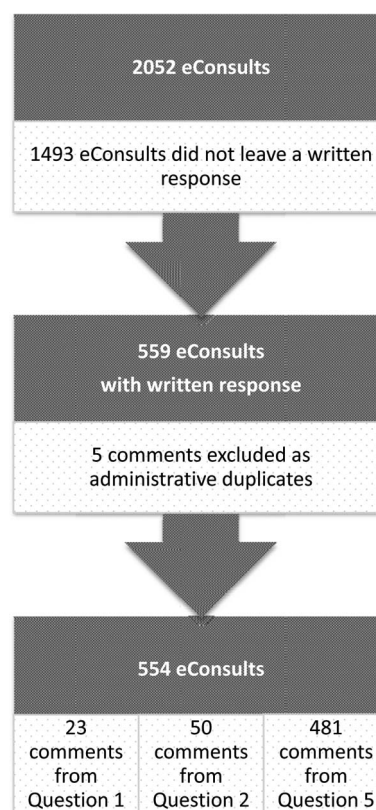 2052 eConsults
1493 eConsults did not leave a written
response
559 eConsults
with written response
5 comments excluded as
administrative duplicates
554 eConsults
23
comments
from
Question 1
50
comments
from
Question 2
481
comments
from
Question 5